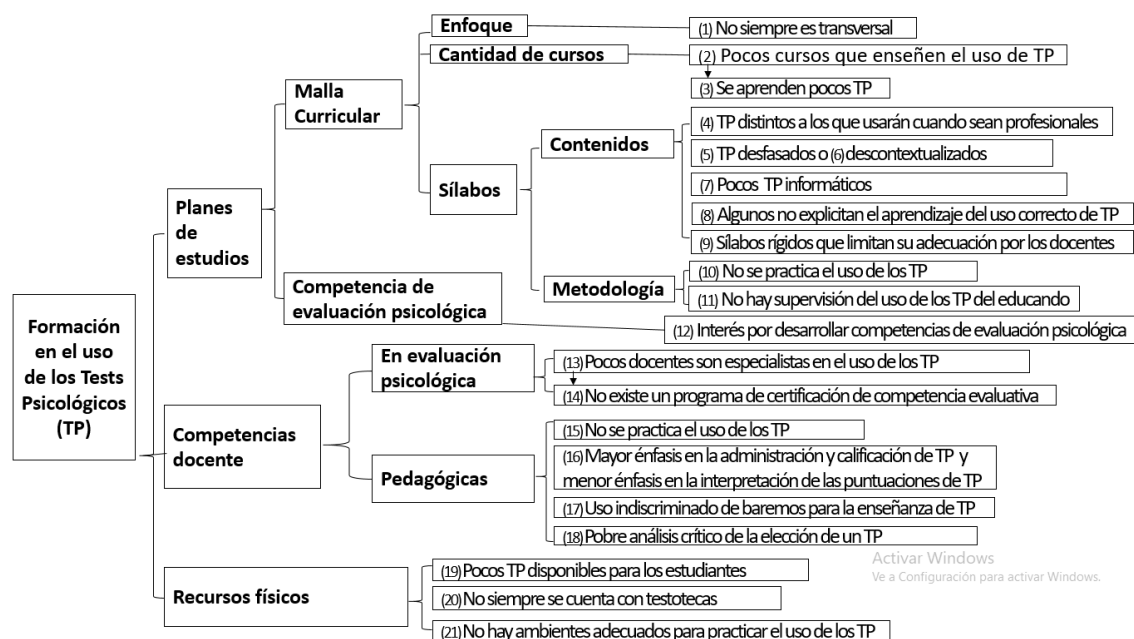 Enfoque
(1) No siempre es transversal
Cantidad de cursos
(2) Pocos cursos que enseñen el uso de TP
(3) Se aprenden pocos TP
Malla
Curricular
(4) TP distintos a los que usarán cuando sean profesionales
Contenidos
(5) TP desfasados o (6) descontextualizados
(7) Pocos TP informáticos
Sílabos
(8) Algunos no explicitan el aprendizaje del uso correcto de TP
(9) Sílabos rígidos que limitan su adecuación por los docentes
Planes
de
estudios
(10) No se practica el uso de los TP
Metodología
(11) No hay supervisión del uso de los TP del educando
Competencia de
evaluación psicológica
(12) Interés por desarrollar competencias de evaluación psicológica
Formación
en el uso
de los Tests
Psicológicos
(TP)
En evaluación
psicológica
(13) Pocos docentes son especialistas en el uso de los TP
(14) No existe un programa de certificación de competencia evaluativa
Competencias
docente
(15) No se practica el uso de los TP
Pedagógicas
(16) Mayor énfasis en la administración y calificación de TP y
menor énfasis en la interpretación de las puntuaciones de TP
(17) Uso indiscriminado de baremos para la enseñanza de TP
(18) Pobre análisis crítico de la elección de un TP
Recursos físicos
(19) Pocos TP disponibles para los estudiantes
(20) No siempre se cuenta con testotecas
(21) No hay ambientes adecuados para practicar el uso de los TP
Activar Windows
Ve a Configuración para activar Windows.